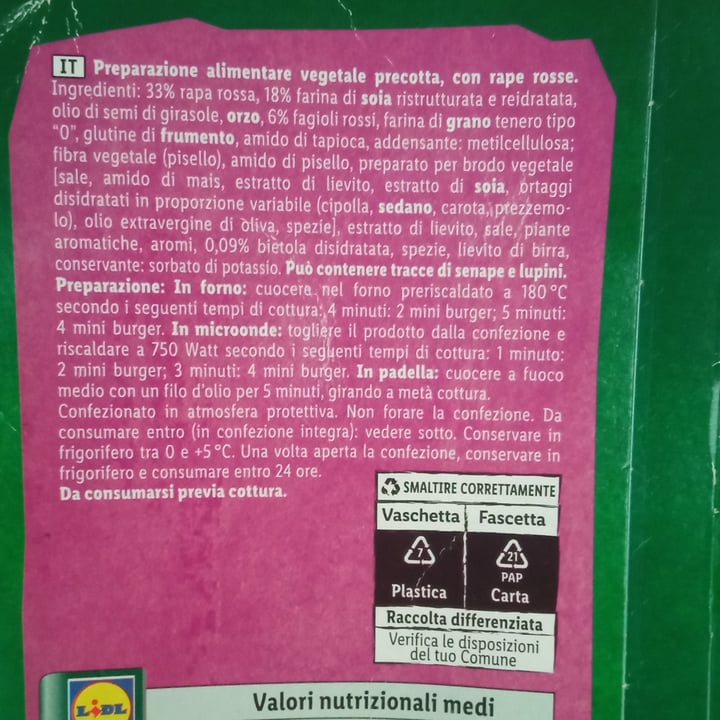 IT Preparazione alimentare vegetale precotta, con rape rosse.
Ingredienti: 33% rapa rossa, 18% farina di soia ristrutturata e reidratata,
olio di semi di girasole, orzo, 6% fagioli rossi, farina di grano tenero tipo
"0", glutine di frumento, amido di tapioca, addensante: metilcellulosa;
fibra vegetale (pisello), amido di pisello, preparato per brodo vegetale
[sale, amido di mais, estratto di lievito, estratto di soia, ortaggi
disidratati in proporzione variabile (cipolla, sedano, carota, prezzemo-
lo), olio extravergine di oliva, spezie], estratto di lievito, sale, piante
aromatiche, aromi, 0,09% bietola disidratata, spezie, lievito di birra,
conservante: sorbato di potassio. Può contenere tracce di senape e lupini.
Preparazione: In forno: cuocere nel forno preriscaldato a 180°C
secondo i seguenti tempi di cottura: 4 minuti: 2 mini burger; 5 minuti:
4 mini burger. In microonde: togliere il prodotto dalla confezione e
riscaldare a 750 Watt secondo i seguenti tempi di cottura: 1 minuto:
2 mini burger; 3 minuti: 4 mini burger. In padella: cuocere a fuoco
medio con un filo d'olio per 5 minuti, girando a metà cottura.
Confezionato in atmosfera protettiva. Non forare la confezione. Da
consumare entro (in confezione integra): vedere sotto. Conservare in
frigorifero tra 0 e +5°C. Una volta aperta la confezione, conservare in
frigorifero e consumare entro 24 ore.
Da consumarsi previa cottura.
SMALTIRE CORRETTAMENTE
Vaschetta Fascetta
7 21
PAP
Plastica Carta
Raccolta differenziata
Verifica le disposizioni
del tuo Comune
LIDL Valori nutrizionali medi